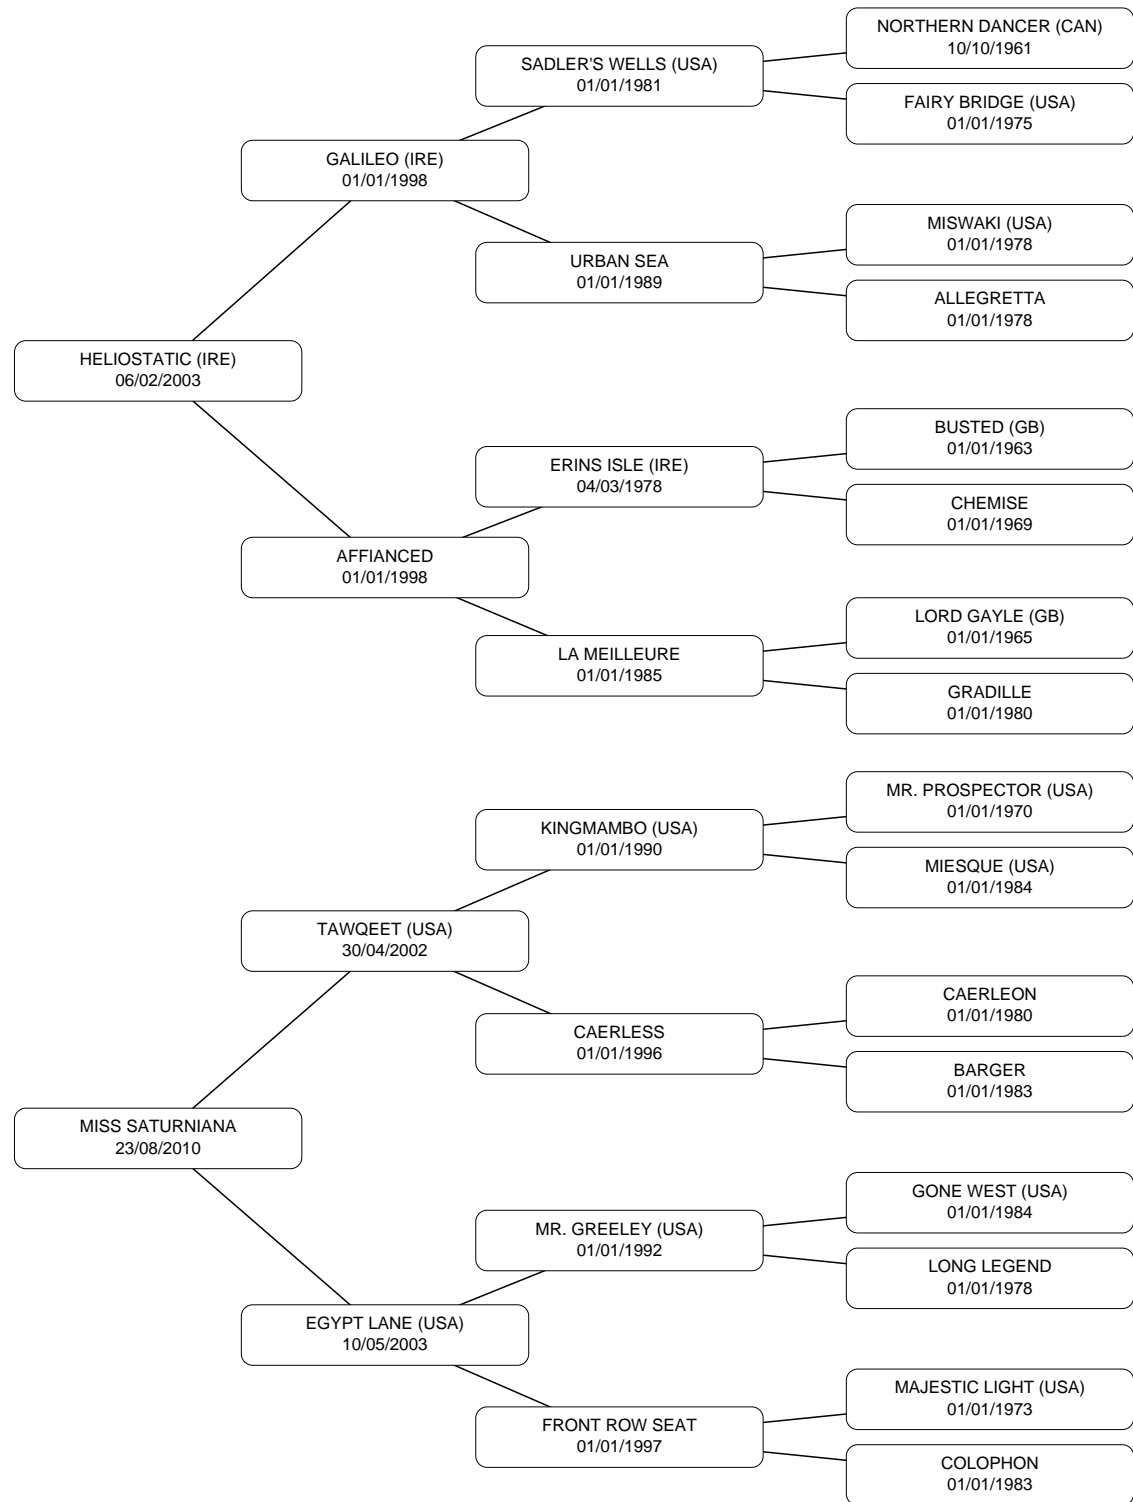 NORTHERN DANCER (CAN)
10/10/1961
SADLER'S WELLS (USA)
01/01/1981
FAIRY BRIDGE (USA)
01/01/1975
GALILEO (IRE)
01/01/1998
MISWAKI (USA)
01/01/1978
URBAN SEA
01/01/1989
ALLEGRETTA
01/01/1978
HELIOSTATIC (IRE)
06/02/2003
BUSTED (GB)
01/01/1963
ERINS ISLE (IRE)
04/03/1978
CHEMISE
01/01/1969
AFFIANCED
01/01/1998
LORD GAYLE (GB)
01/01/1965
LA MEILLEURE
01/01/1985
GRADILLE
01/01/1980
MR. PROSPECTOR (USA)
01/01/1970
KINGMAMBO (USA)
01/01/1990
MIESQUE (USA)
01/01/1984
TAWQEET (USA)
30/04/2002
CAERLEON
01/01/1980
CAERLESS
01/01/1996
BARGER
01/01/1983
MISS SATURNIANA
23/08/2010
GONE WEST (USA)
01/01/1984
MR. GREELEY (USA)
01/01/1992
LONG LEGEND
01/01/1978
EGYPT LANE (USA)
10/05/2003
MAJESTIC LIGHT (USA)
01/01/1973
FRONT ROW SEAT
01/01/1997
COLOPHON
01/01/1983